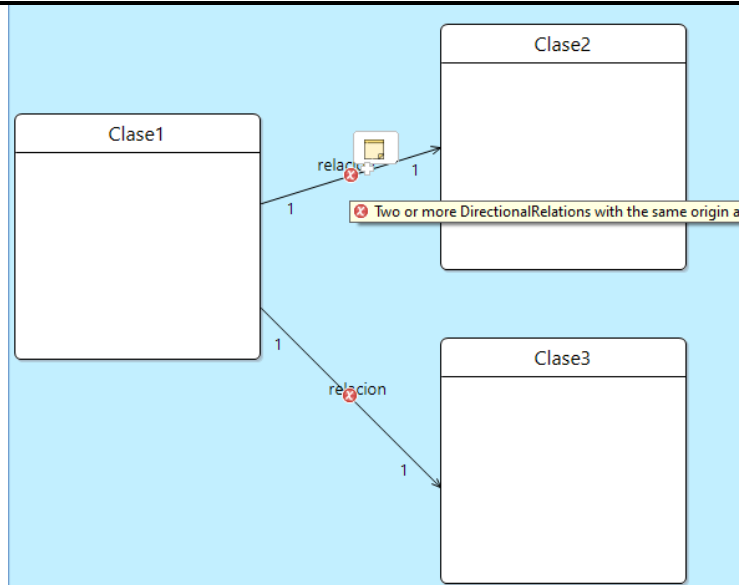 Clase2
Clase1
1
1
Two or more DirectionalRelations with the same origin
Clase3
1
relacion
1